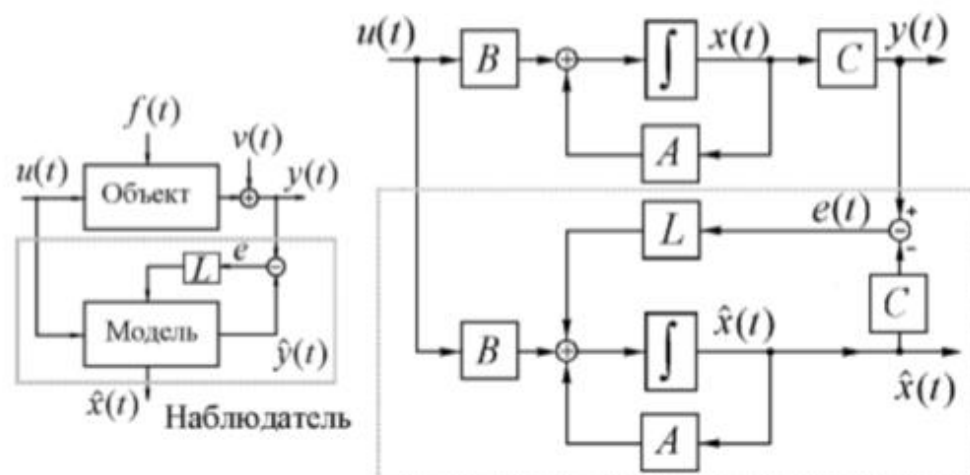 f(t)
v(t)
u(t)
Объект
y(t)
L
e
Модель
ŷ(t)
x̂(t)
Наблюдатель
u(t)
B
∫
x(t)
C
y(t)
A
L
e(t)
+
-
C
B
∫
x̂(t)
x̂(t)
A